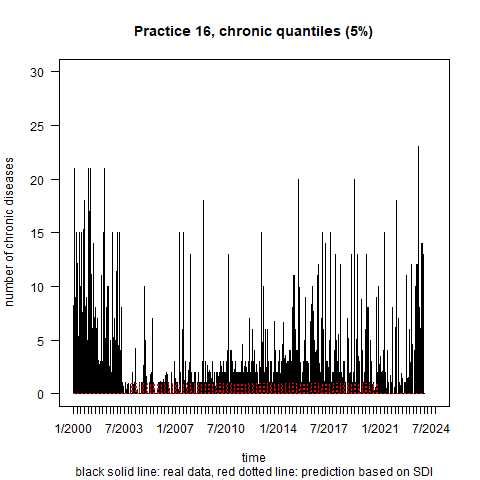 Practice 16, chronic quantiles (5%)
number of chronic diseases
30
25
20
15
10
5
0
1/2000 7/2003 1/2007 7/2010 1/2014 7/2017 1/2021 7/2024
time
black solid line: real data, red dotted line: prediction based on SDI